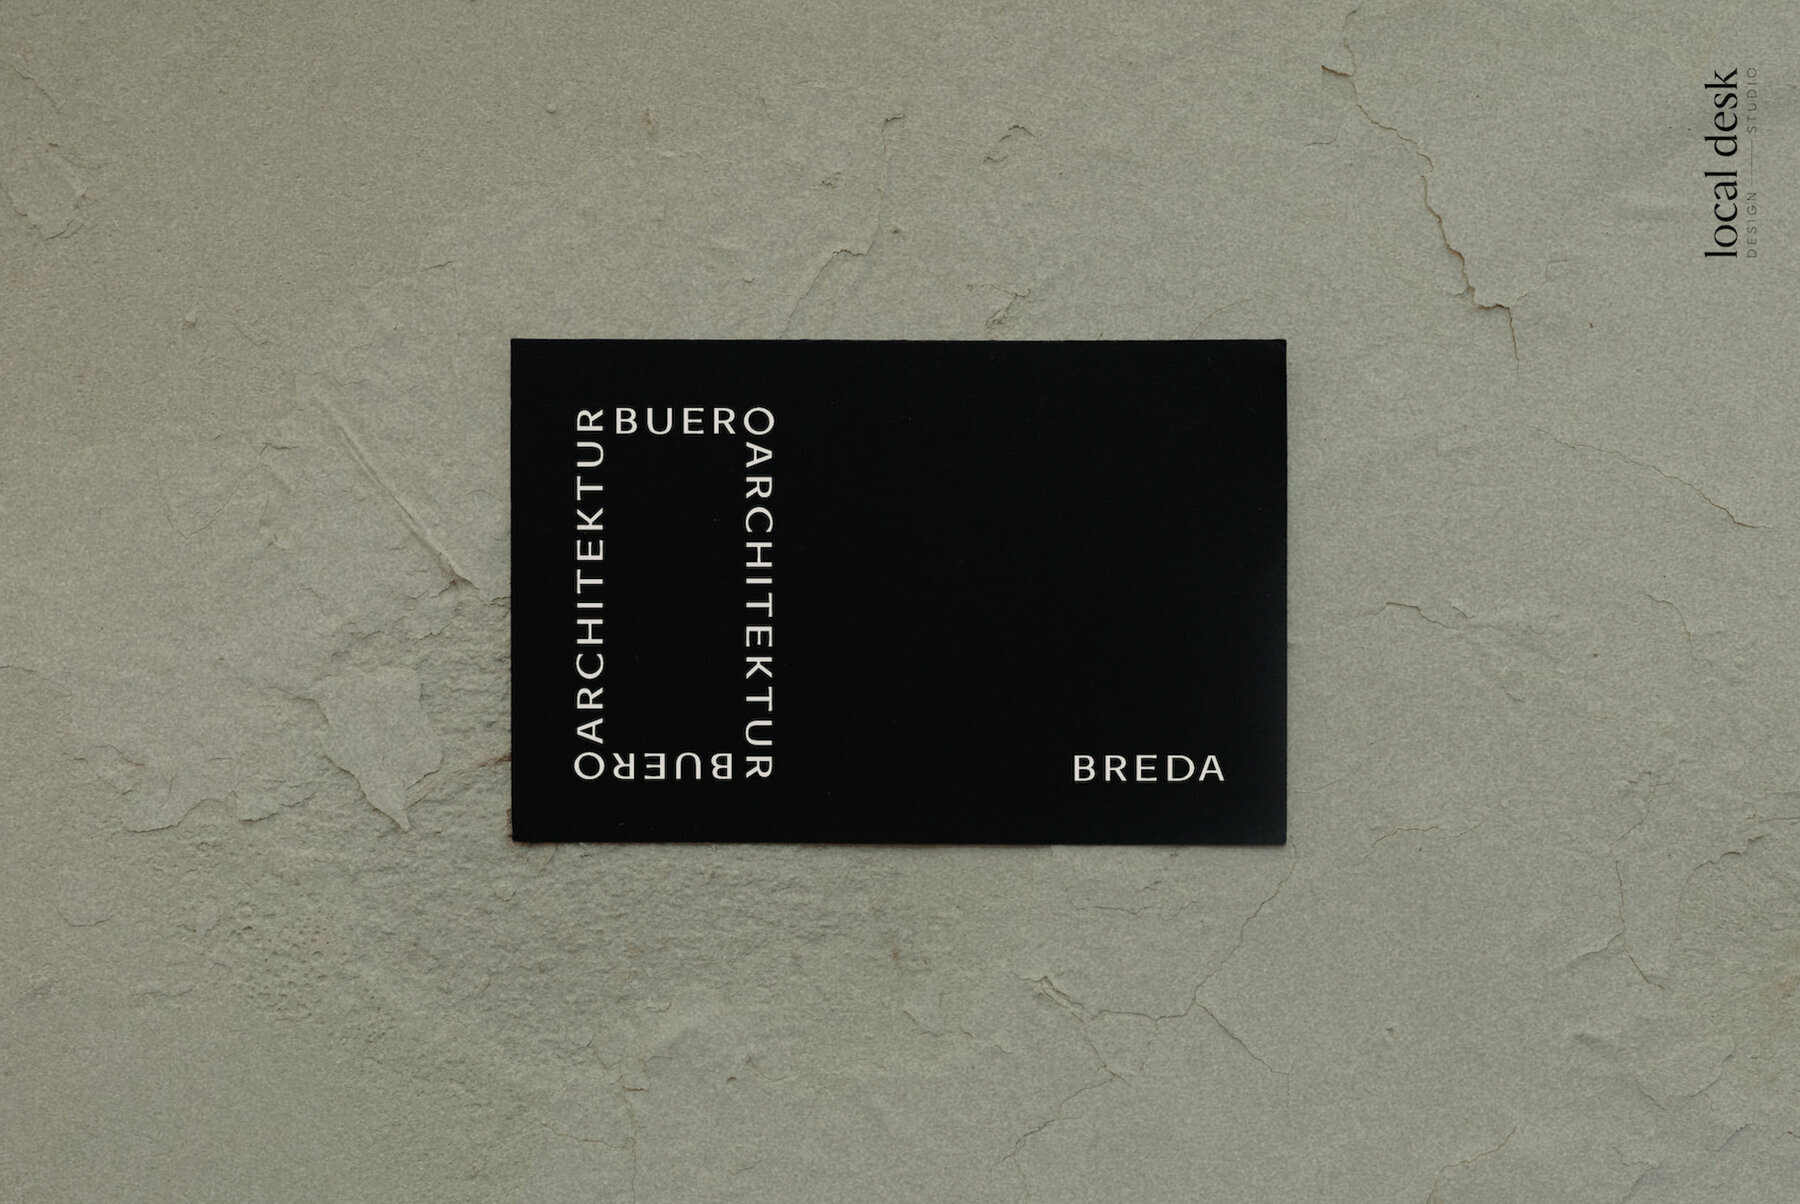 BUERO
ARCHITEKTUR
BUERO
ARCHITEKTUR
BREDA
local desk
DESIGN STUDIO